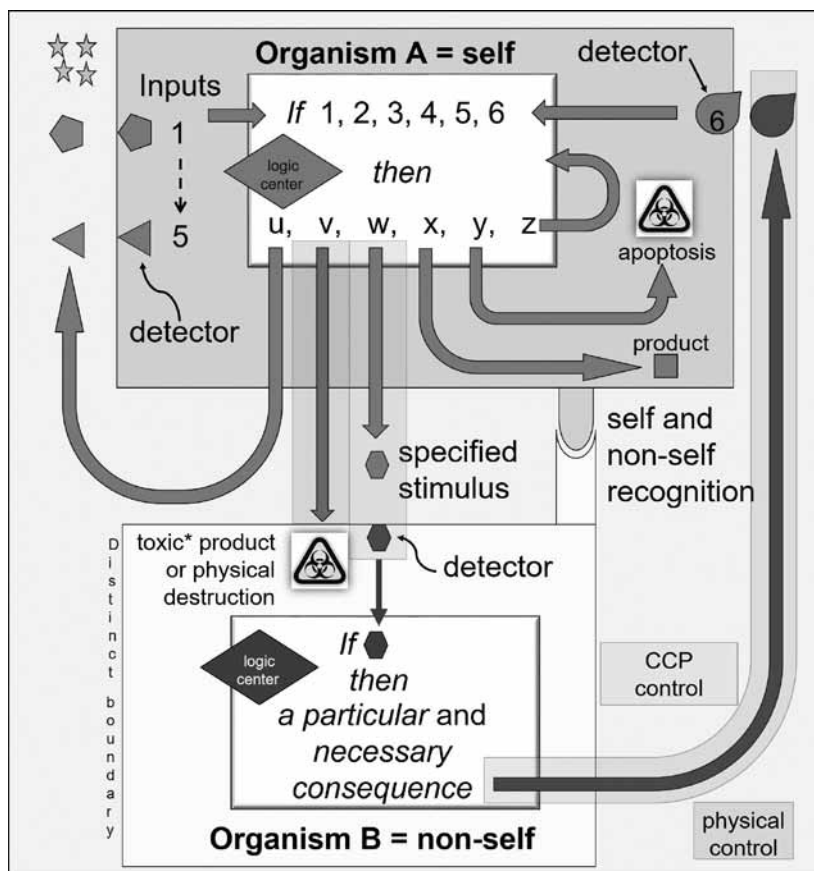 Organism A = self
detector
Inputs
1
If 1, 2, 3, 4, 5, 6
6
logic
center
then
5
u, v, w, x, y, z
apoptosis
detector
product
specified
stimulus
self and
non-self
recognition
toxic* product
or physical
destruction
detector
Distinct boundary
logic
center
If
then
a particular and
necessary
consequence
CCP
control
Organism B = non-self
physical
control